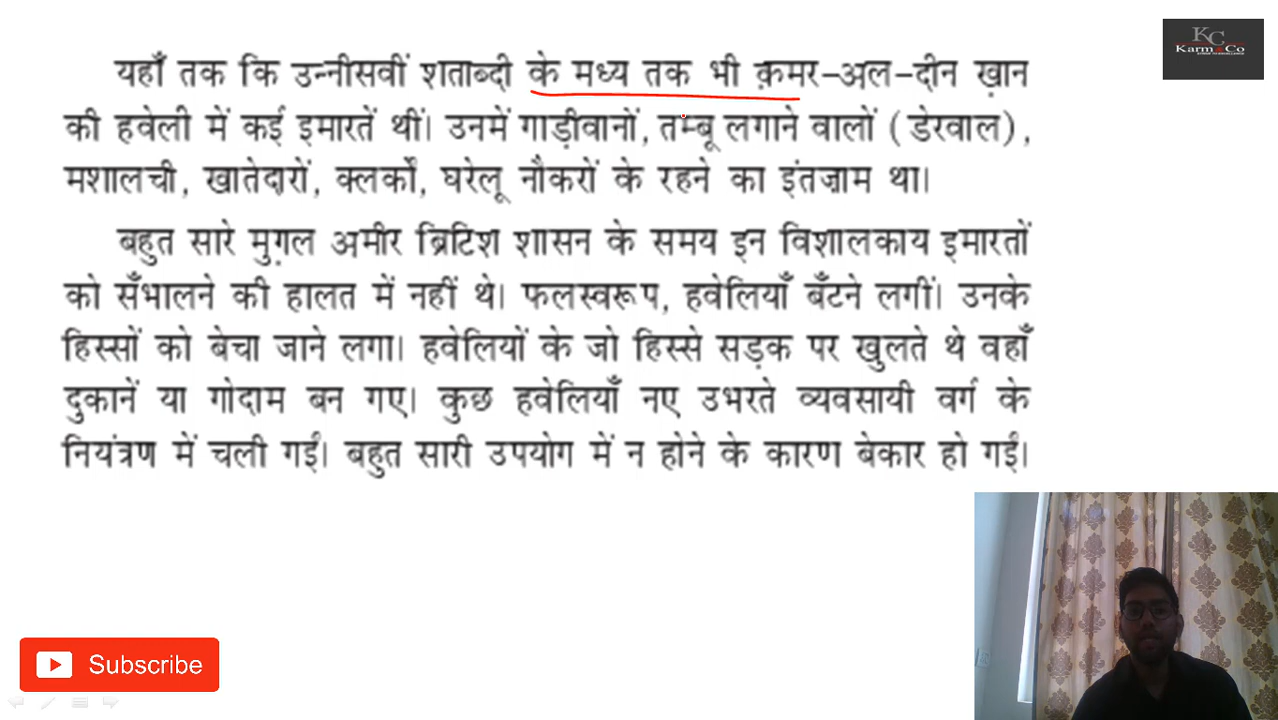 KC
Karm & Co
यहाँ तक कि उन्नीसवीं शताब्दी के मध्य तक भी क़मर-अल-दीन ख़ान
की हवेली में कई इमारतें थीं। उनमें गाड़ीवानों, तम्बू लगाने वालों (डेरवाल),
मशालची, खातेदारों, क्लर्कों, घरेलू नौकरों के रहने का इंतज़ाम था।
बहुत सारे मुग़ल अमीर ब्रिटिश शासन के समय इन विशालकाय इमारतों
को सँभालने की हालत में नहीं थे। फलस्वरूप, हवेलियाँ बँटने लगीं। उनके
हिस्सों को बेचा जाने लगा। हवेलियों के जो हिस्से सड़क पर खुलते थे वहाँ
दुकानें या गोदाम बन गए। कुछ हवेलियाँ नए उभरते व्यवसायी वर्ग के
नियंत्रण में चली गईं। बहुत सारी उपयोग में न होने के कारण बेकार हो गईं।
Subscribe